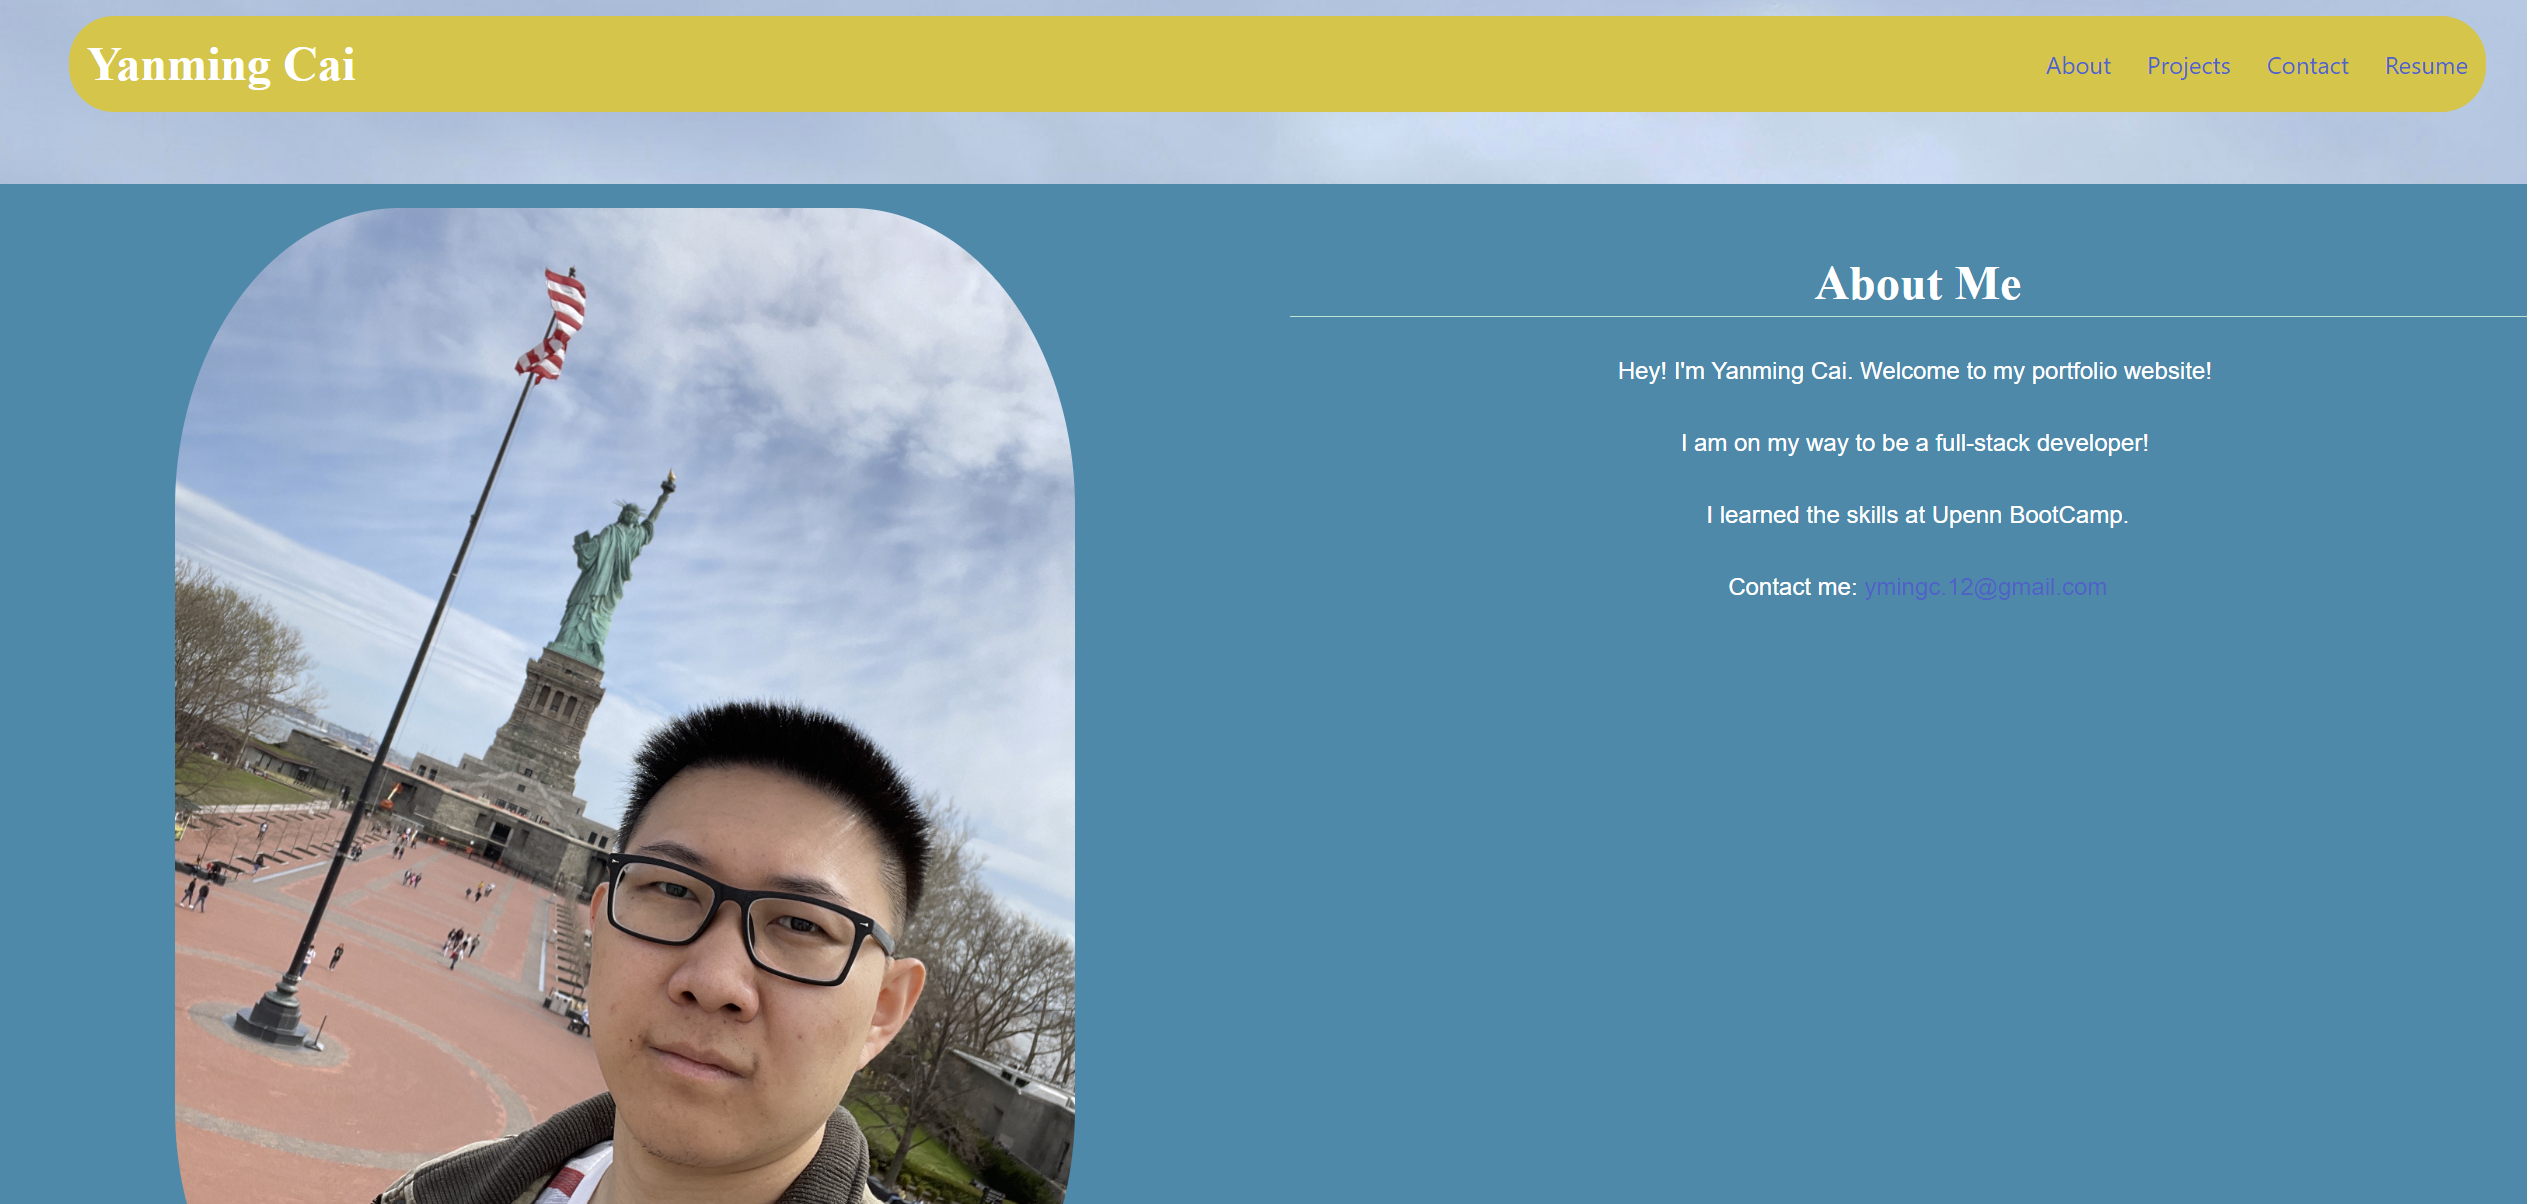 Yanming Cai
About Projects Contact Resume
About Me
Hey! I'm Yanming Cai. Welcome to my portfolio website!
I am on my way to be a full-stack developer!
I learned the skills at Upenn BootCamp.
Contact me: ymingc.12@gmail.com